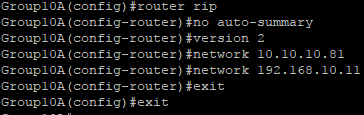 Group10A(config)#router rip
Group10A(config-router)#no auto-summary
Group10A(config-router)#version 2
Group10A(config-router)#network 10.10.10.81
Group10A(config-router)#network 192.168.10.11
Group10A(config-router)#exit
Group10A(config)#exit
Group10A#